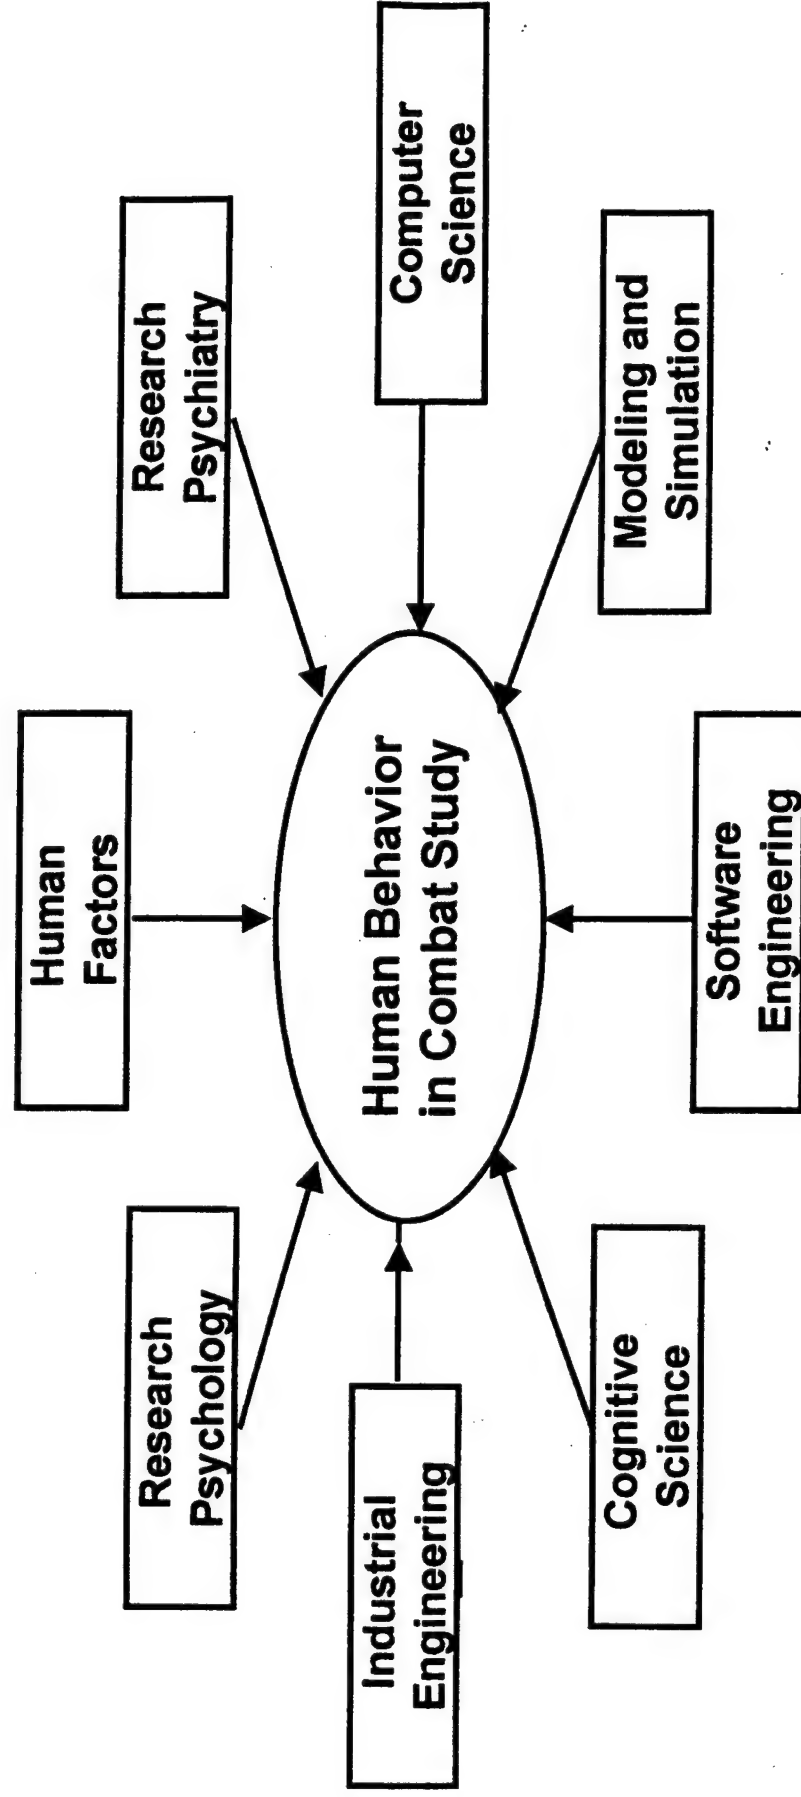 Human
Factors
Research
Psychology
Research
Psychiatry
Industrial
Engineering
Human Behavior
in Combat Study
Computer
Science
Cognitive
Science
Modeling and
Simulation
Software
Engineering